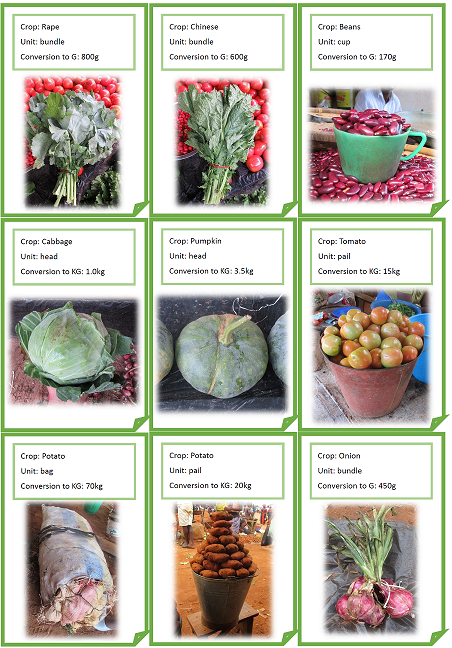 Crop: Rape
Unit: bundle
Conversion to G: 800g
Crop: Chinese
Unit: bundle
Conversion to G: 600g
Crop: Beans
Unit: cup
Conversion to G: 170g
Crop: Cabbage
Unit: head
Conversion to KG: 1.0kg
Crop: Pumpkin
Unit: head
Conversion to KG: 3.5kg
Crop: Tomato
Unit: pail
Conversion to KG: 15kg
Crop: Potato
Unit: bag
Conversion to KG: 70kg
Crop: Potato
Unit: pail
Conversion to KG: 20kg
Crop: Onion
Unit: bundle
Conversion to G: 450g